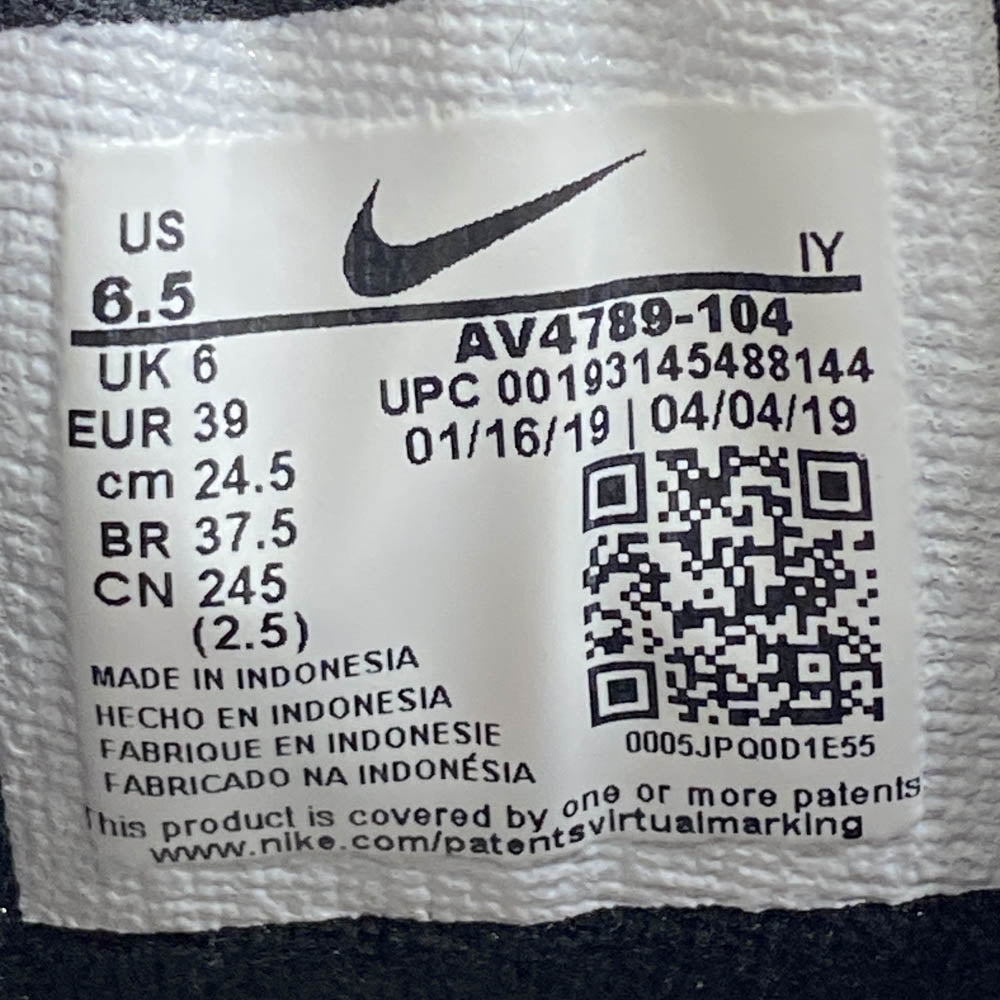 US
6.5
IY
AV4789-104
UPC 00193145488144
01/16/19 | 04/04/19
UK 6
EUR 39
cm 24.5
BR 37.5
CN 245
(2.5)
MADE IN INDONESIA
HECHO EN INDONESIA
FABRIQUE EN INDONESIE
FABRICADO NA INDONÉSIA
0005JPQ0D1E55
This product is covered by one or more patents
www.nike.com/patentsvirtualmarking